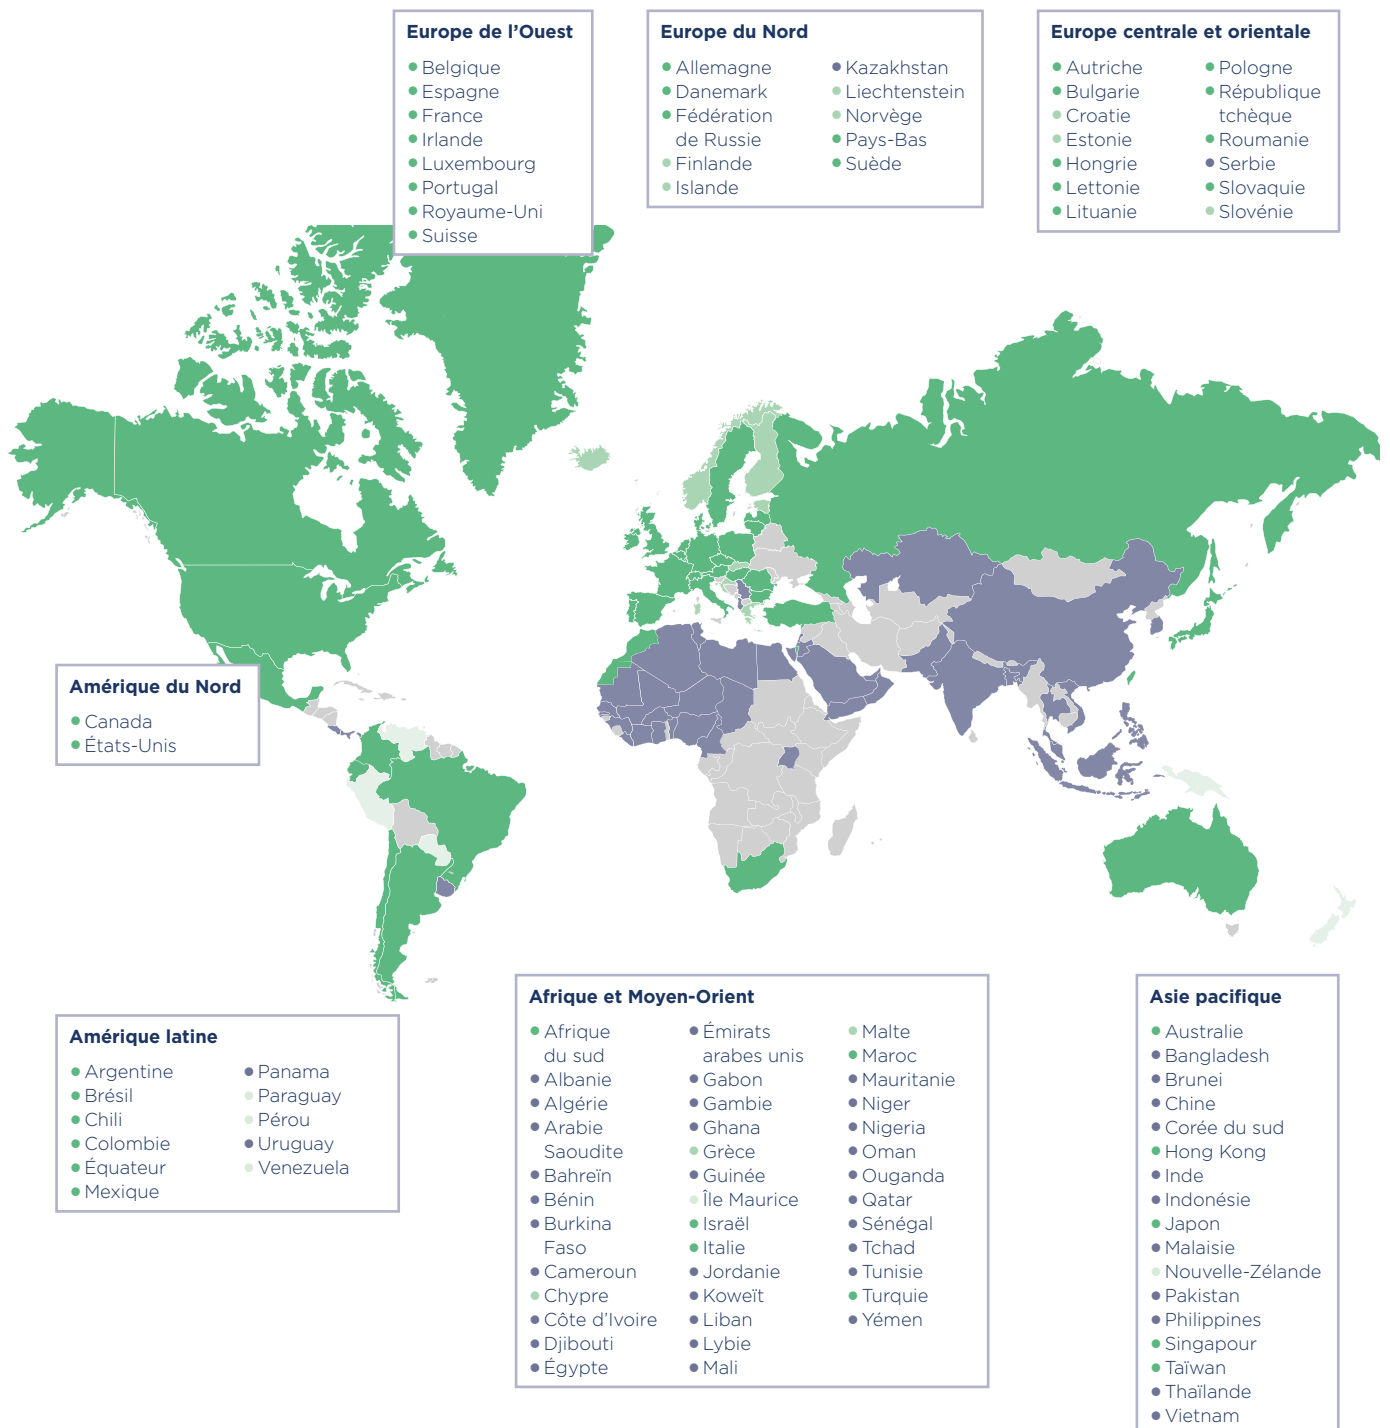 Europe de l’Ouest
Belgique
Espagne
France
Irlande
Luxembourg
Portugal
Royaume-Uni
Suisse
Europe du Nord
Allemagne
Danemark
Fédération
de Russie
Finlande
Islande
Kazakhstan
Liechtenstein
Norvège
Pays-Bas
Suède
Europe centrale et orientale
Autriche
Bulgarie
Croatie
Estonie
Hongrie
Lettonie
Lituanie
Pologne
République
tchèque
Roumanie
Serbie
Slovaquie
Slovénie
Amérique du Nord
Canada
États-Unis
Amérique latine
Argentine
Brésil
Chili
Colombie
Équateur
Mexique
Panama
Paraguay
Pérou
Uruguay
Venezuela
Afrique et Moyen-Orient
Afrique
du sud
Albanie
Algérie
Arabie
Saoudite
Bahreïn
Bénin
Burkina
Faso
Cameroun
Chypre
Côte d’Ivoire
Djibouti
Égypte
Émirats
arabes unis
Gabon
Gambie
Ghana
Grèce
Guinée
Île Maurice
Israël
Italie
Jordanie
Koweït
Liban
Lybie
Mali
Malte
Maroc
Mauritanie
Niger
Nigeria
Oman
Ouganda
Qatar
Sénégal
Tchad
Tunisie
Turquie
Yémen
Asie pacifique
Australie
Bangladesh
Brunei
Chine
Corée du sud
Hong Kong
Inde
Indonésie
Japon
Malaisie
Nouvelle-Zélande
Pakistan
Philippines
Singapour
Taïwan
Thaïlande
Vietnam